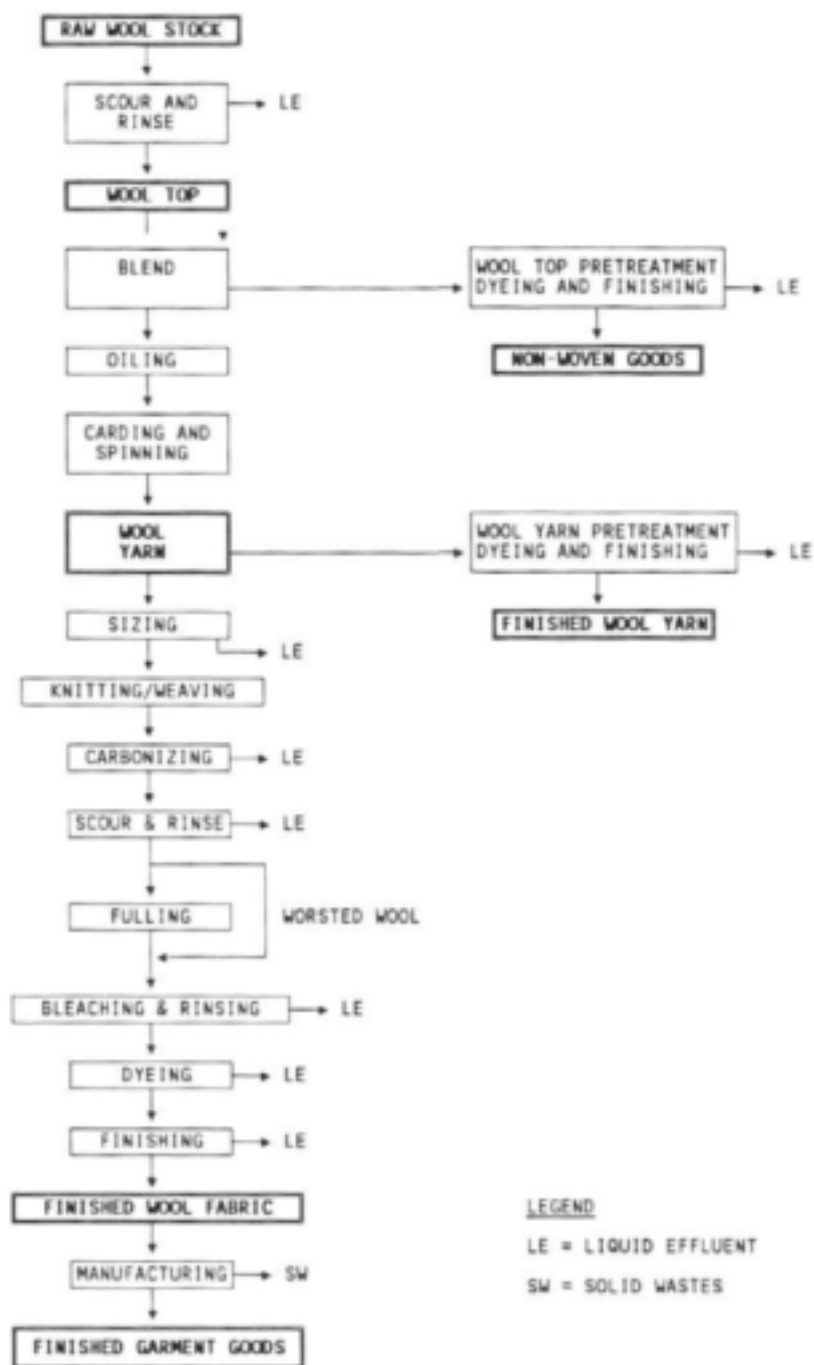 RAW WOOL STOCK
SCOUR AND
RINSE
LE
WOOL TOP
BLEND
WOOL TOP PRETREATMENT
DYEING AND FINISHING
LE
OILING
NON-WOVEN GOODS
CARDING AND
SPINNING
WOOL
YARN
WOOL YARN PRETREATMENT
DYEING AND FINISHING
LE
SIZING
LE
FINISHED WOOL YARN
KNITTING/WEAVING
CARBONIZING
LE
SCOUR & RINSE
LE
FULLING
WORSTED WOOL
BLEACHING & RINSING
LE
DYEING
LE
FINISHING
LE
FINISHED WOOL FABRIC
MANUFACTURING
SW
FINISHED GARMENT GOODS
LEGEND
LE = LIQUID EFFLUENT
SW = SOLID WASTES